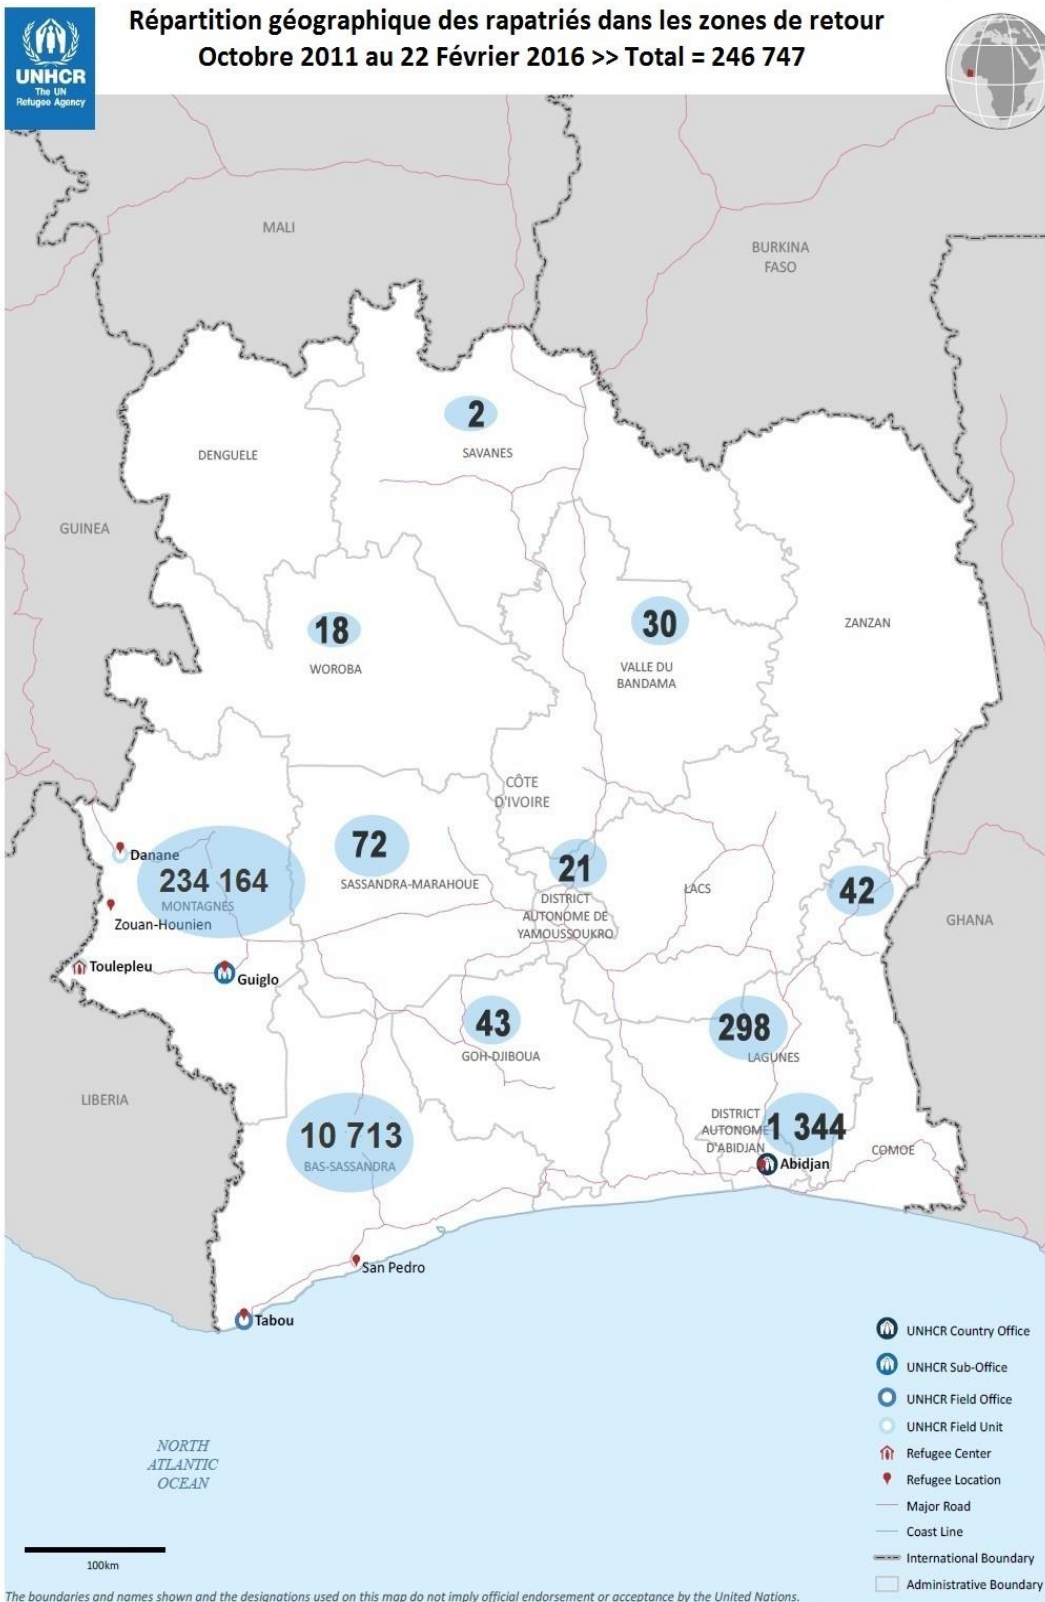 Répartition géographique des rapatriés dans les zones de retour
Octobre 2011 au 22 Février 2016 >> Total = 246 747
UNHCR
The UN
Refugee Agency
MALI
BURKINA
FASO
2
SAVANES
DENGUELE
GUINEA
18
WOROBA
30
VALLE DU
BANDAMA
ZANZAN
CÔTE
D'IVOIRE
Danane
234 164
MONTAGNES
Zouan-Hounien
Toulepleu
Guiglo
72
SASSANDRA-MARAHOUE
21
DISTRICT
AUTONOME DE
YAMOUSSOUKRO
LACS
42
GHANA
43
GOH-DJIBOUA
298
LAGUNES
LIBERIA
10 713
BAS-SASSANDRA
DISTRICT
AUTONOME
D'ABIDJAN
1 344
Abidjan
COMOE
San Pedro
Tabou
NORTH
ATLANTIC
OCEAN
UNHCR Country Office
UNHCR Sub-Office
UNHCR Field Office
UNHCR Field Unit
Refugee Center
Refugee Location
Major Road
Coast Line
International Boundary
Administrative Boundary
100km
The boundaries and names shown and the designations used on this map do not imply official endorsement or acceptance by the United Nations.